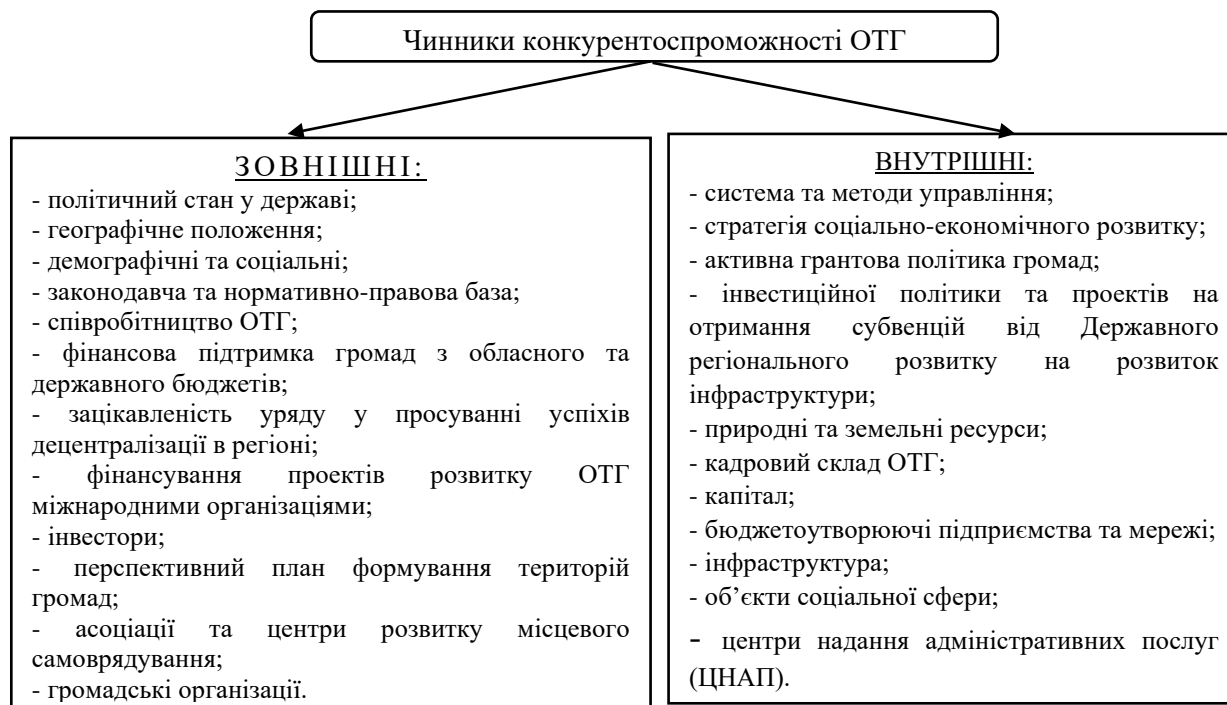 Чинники конкурентоспроможності ОТГ
ЗОВНІШНІ:
- політичний стан у державі;
- географічне положення;
- демографічні та соціальні;
- законодавча та нормативно-правова база;
- співробітництво ОТГ;
- фінансова підтримка громад з обласного та
державного бюджетів;
- зацікавленість уряду у просуванні успіхів
децентралізації в регіоні;
- фінансування проектів розвитку ОТГ
міжнародними організаціями;
- інвестори;
- перспективний план формування територій
громад;
- асоціації та центри розвитку місцевого
самоврядування;
- громадські організації.
ВНУТРІШНІ:
- система та методи управління;
- стратегія соціально-економічного розвитку;
- активна грантова політика громад;
- інвестиційної політики та проектів на
отримання субвенцій від Державного
регіонального розвитку на розвиток
інфраструктури;
- природні та земельні ресурси;
- кадровий склад ОТГ;
- капітал;
- бюджетоутворюючі підприємства та мережі;
- інфраструктура;
- об’єкти соціальної сфери;
- центри надання адміністративних послуг
(ЦНАП).